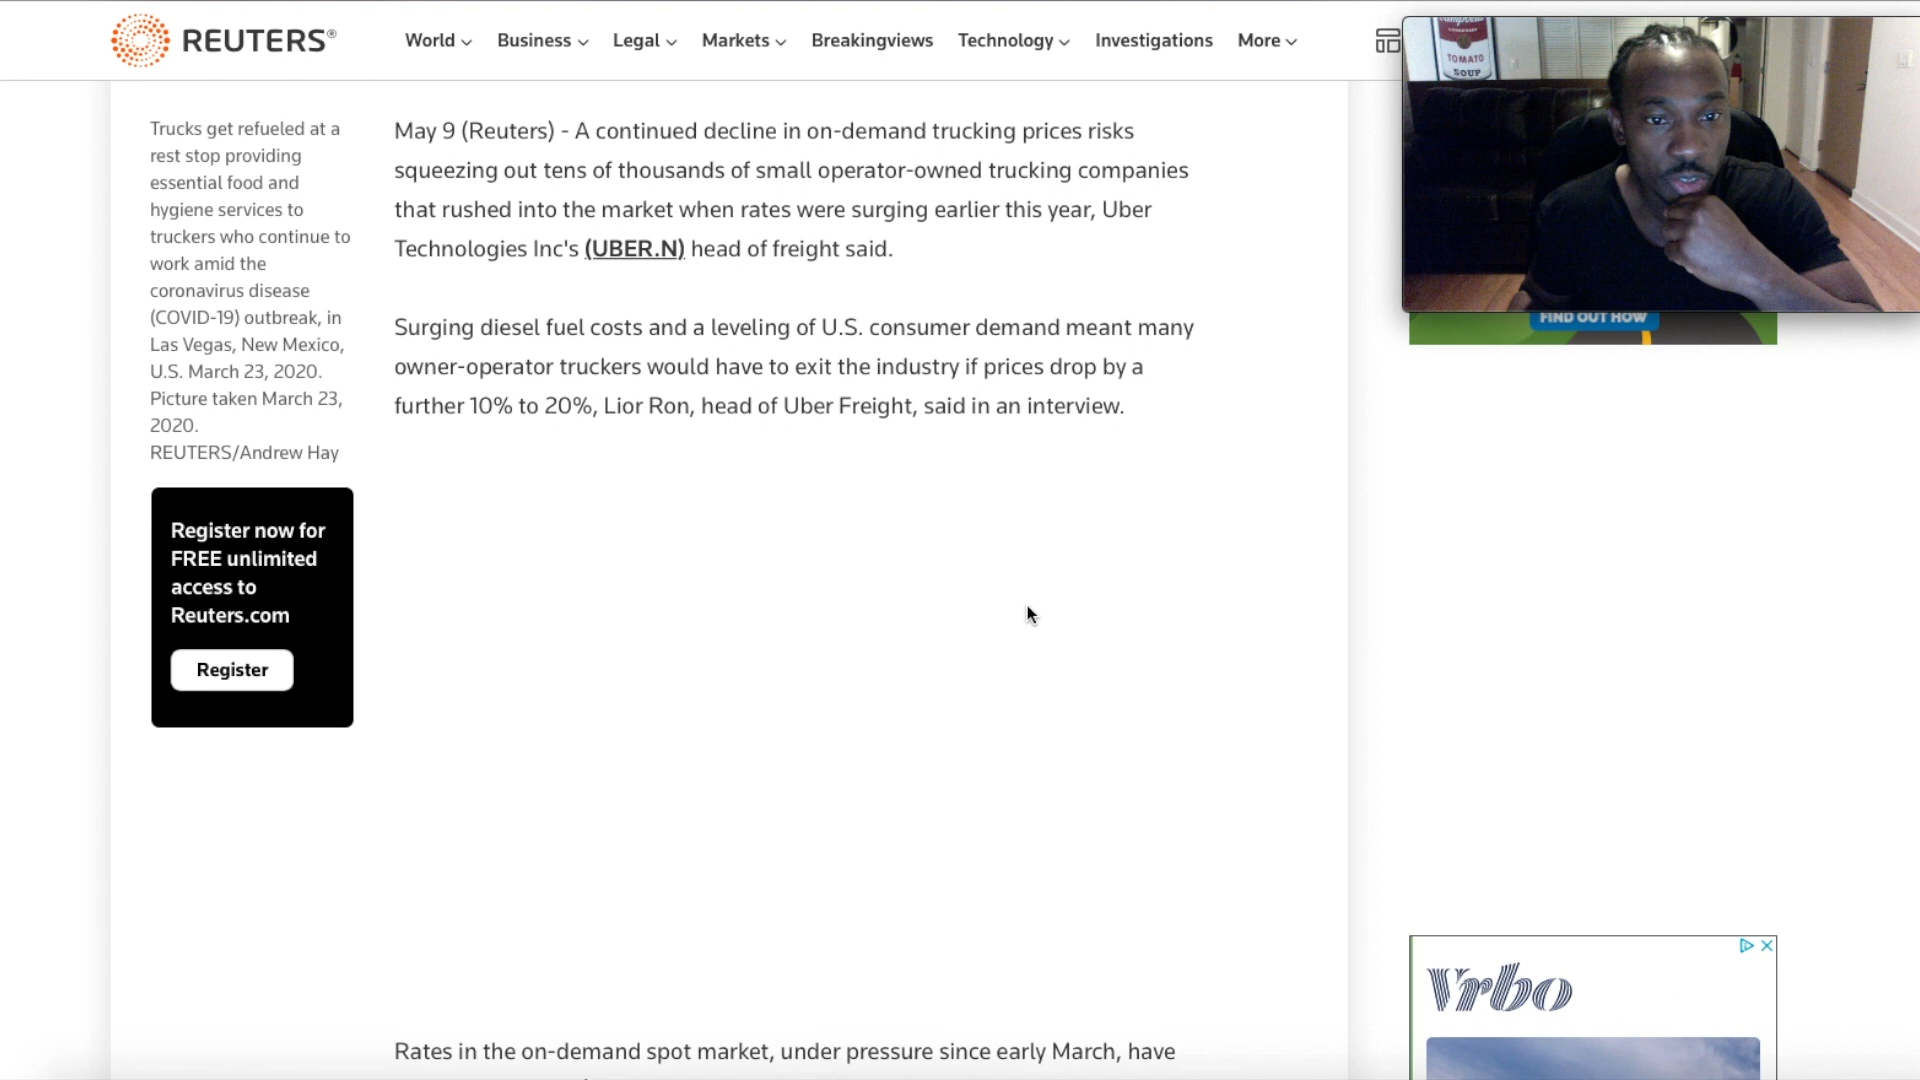 REUTERS®
World Business Legal Markets Breakingviews Technology Investigations More
Trucks get refueled at a
rest stop providing
essential food and
hygiene services to
truckers who continue to
work amid the
coronavirus disease
(COVID-19) outbreak, in
Las Vegas, New Mexico,
U.S. March 23, 2020.
Picture taken March 23,
2020.
REUTERS/Andrew Hay
Register now for
FREE unlimited
access to
Reuters.com
Register
May 9 (Reuters) - A continued decline in on-demand trucking prices risks
squeezing out tens of thousands of small operator-owned trucking companies
that rushed into the market when rates were surging earlier this year, Uber
Technologies Inc's (UBER.N) head of freight said.
Surging diesel fuel costs and a leveling of U.S. consumer demand meant many
owner-operator truckers would have to exit the industry if prices drop by a
further 10% to 20%, Lior Ron, head of Uber Freight, said in an interview.
Rates in the on-demand spot market, under pressure since early March, have
Campbell's
TOMATO
SOUP
FIND OUT HOW
Vrbo